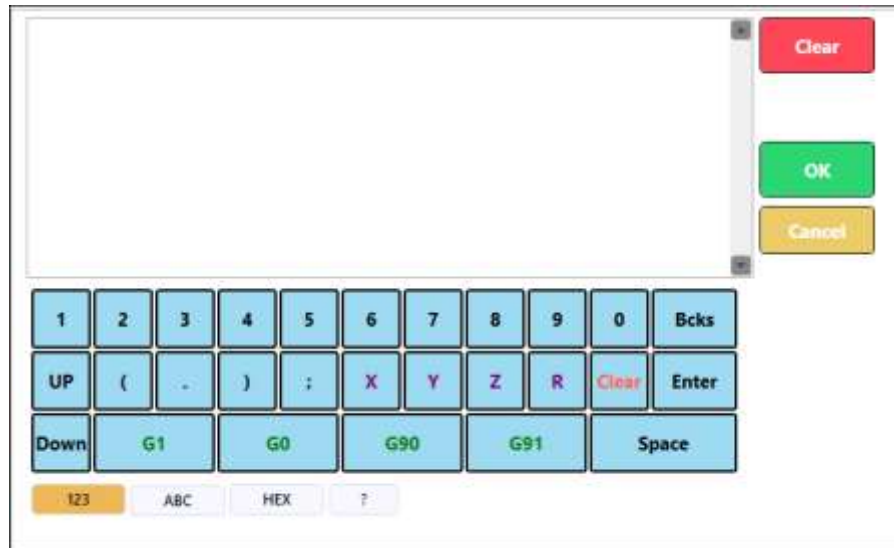 Clear
OK
Cancel
1 2 3 4 5 6 7 8 9 0 Bcks
UP ( . ) ; X Y Z R Clear Enter
Down G1 G0 G90 G91 Space
123 ABC HEX ?